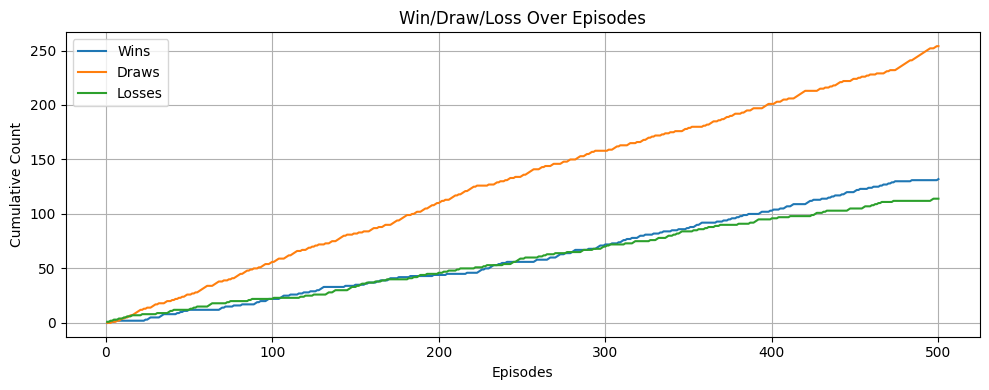 Win/Draw/Loss Over Episodes
Wins
Draws
Losses
Cumulative Count
250
200
150
100
50
0
0 100 200 300 400 500
Episodes